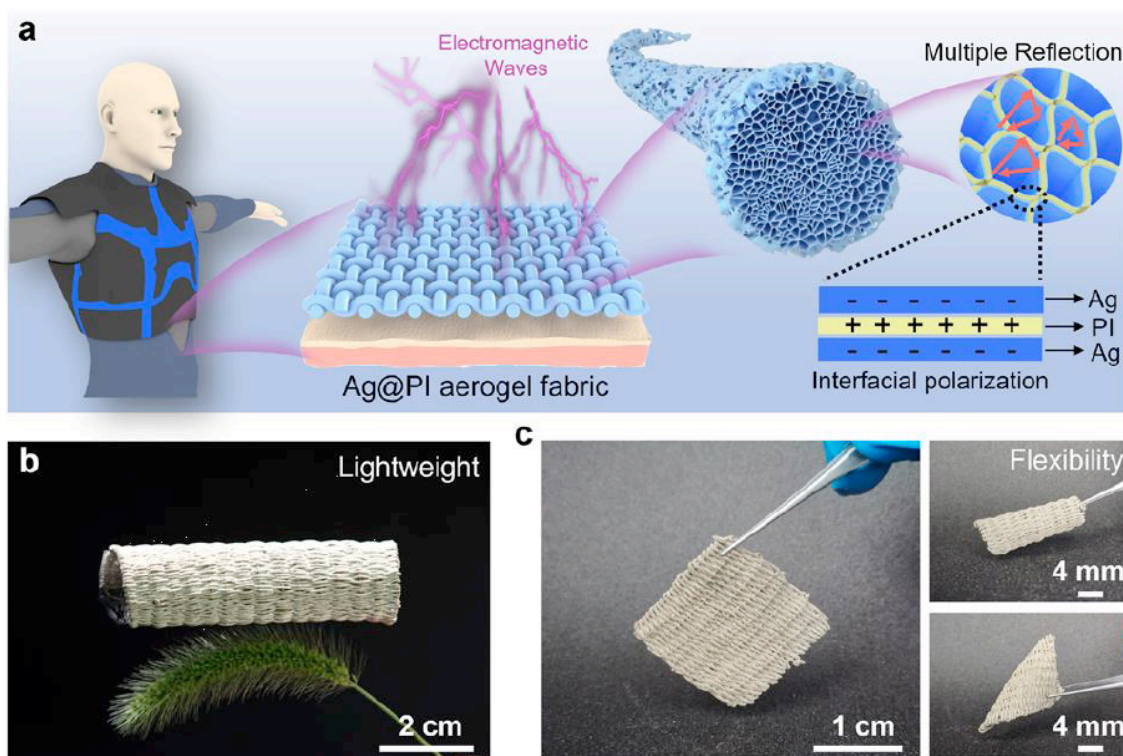 a
Electromagnetic
Waves
Multiple Reflection
Ag@PI aerogel fabric
- - - - - -
Ag
+ + + + + +
PI
- - - - - -
Ag
Interfacial polarization
b
Lightweight
2 cm
c
1 cm
Flexibility
4 mm
4 mm